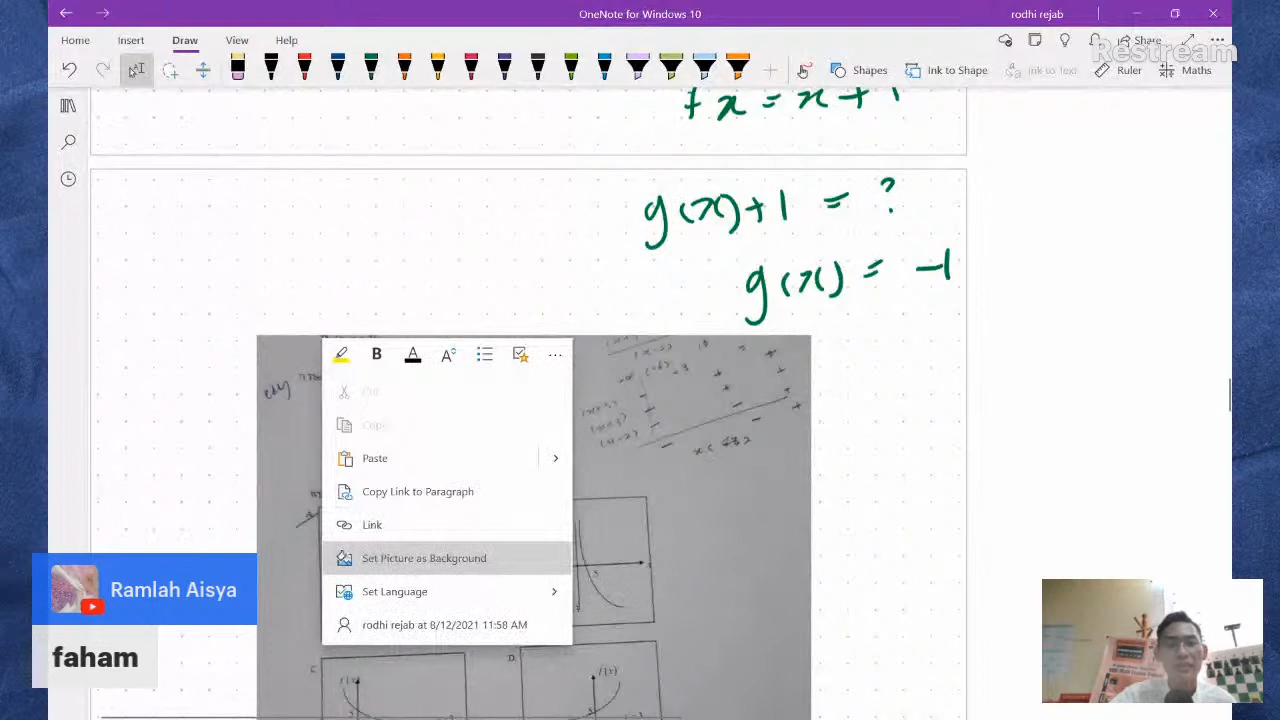 OneNote for Windows 10
rodhi rejab
Home
Insert
Draw
View
Help
Share
Restream
Shapes
Ink to Shape
Ink to Text
Ruler
Maths
x = x + 1
g(x)+1 = ?
g(x) = -1
B
A
A
Cut
Copy
Paste
Copy Link to Paragraph
Link
Set Picture as Background
Set Language
rodhi rejab at 8/12/2021 11:58 AM
C.
D.
f(x)
f(x)
Ramlah Aisya
faham